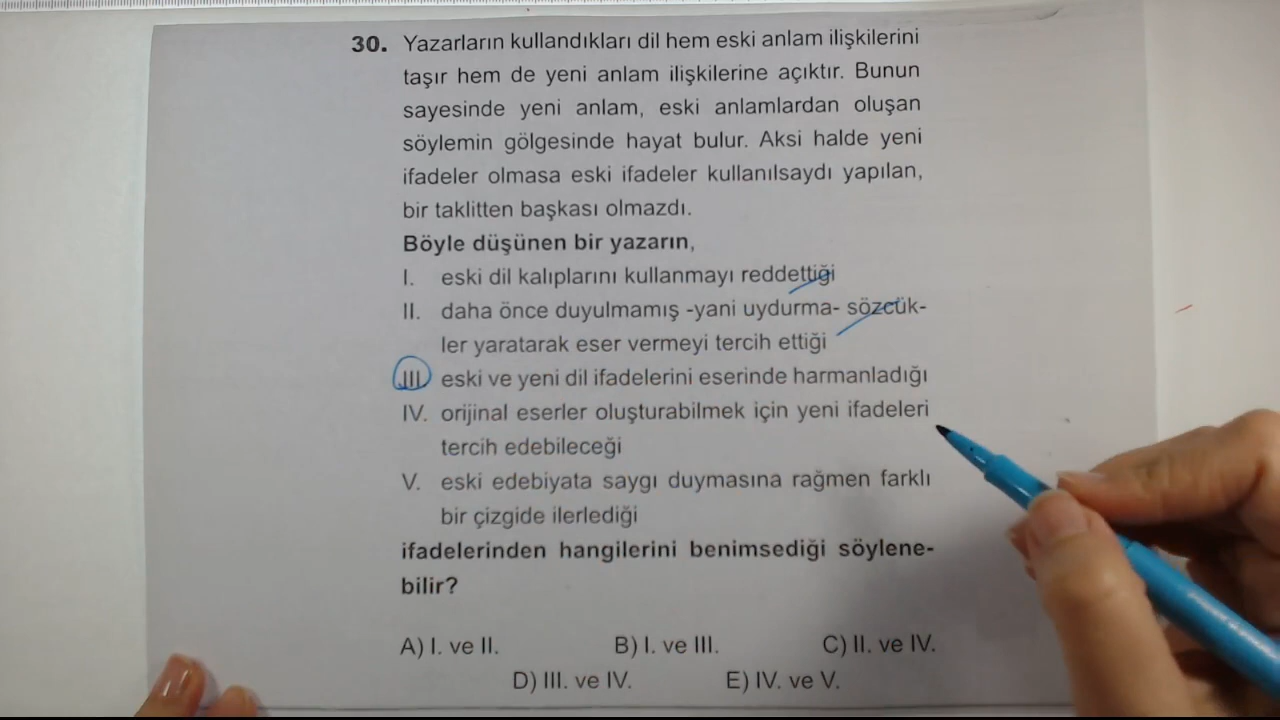 30. Yazarların kullandıkları dil hem eski anlam ilişkilerini
taşır hem de yeni anlam ilişkilerine açıktır. Bunun
sayesinde yeni anlam, eski anlamlardan oluşan
söylemin gölgesinde hayat bulur. Aksi halde yeni
ifadeler olmasa eski ifadeler kullanılsaydı yapılan,
bir taklitten başkası olmazdı.
Böyle düşünen bir yazarın,
I. eski dil kalıplarını kullanmayı reddettiği
II. daha önce duyulmamış -yani uydurma- sözcük-
ler yaratarak eser vermeyi tercih ettiği
III. eski ve yeni dil ifadelerini eserinde harmanladığı
IV. orijinal eserler oluşturabilmek için yeni ifadeleri
tercih edebileceği
V. eski edebiyata saygı duymasına rağmen farklı
bir çizgide ilerlediği
ifadelerinden hangilerini benimsediği söylene-
bilir?
A) I. ve II. B) I. ve III. C) II. ve IV.
D) III. ve IV. E) IV. ve V.